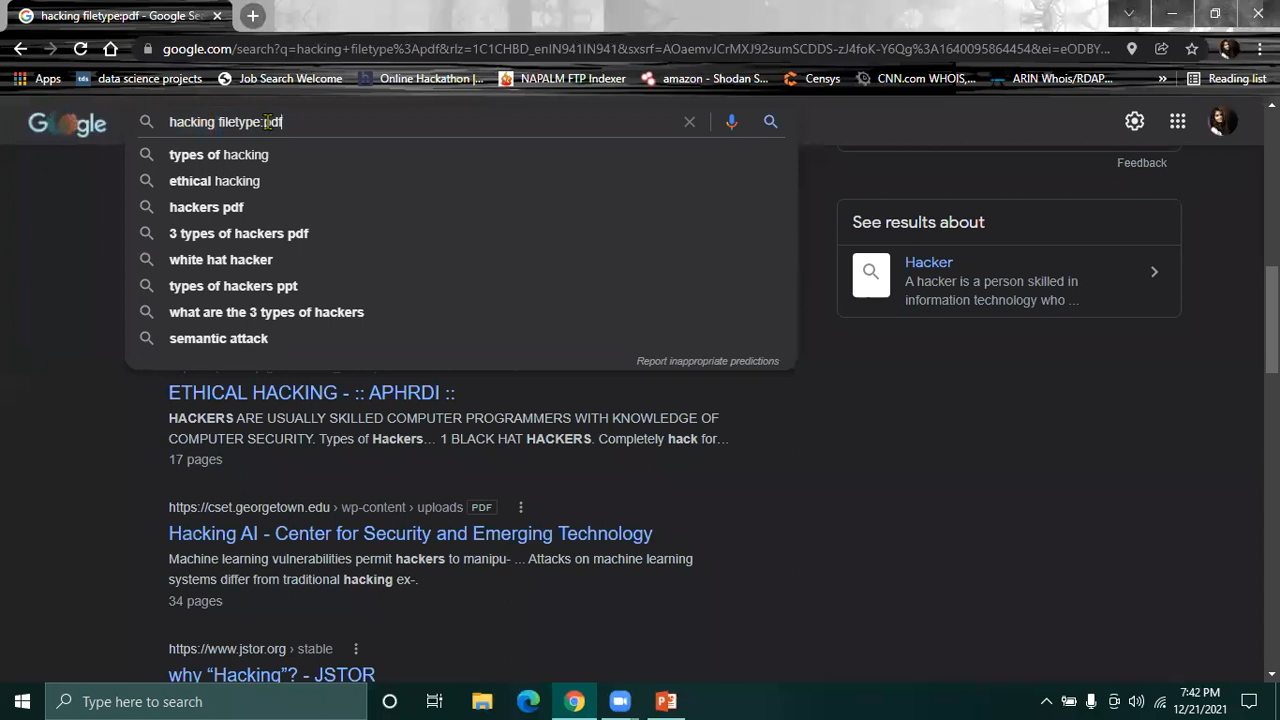 hacking filetype:pdf - Google Se
google.com/search?q=hacking+filetype%3Apdf&rlz=1C1CHBD_enIN941IN941&sxsrf=AOaemvJCrMXJ92sumSCDDS-zJ4foK-Y6Qg%3A1640095864454&ei=eODBY...
Apps
data science projects
Job Search Welcome
Online Hackathon |...
NAPALM FTP Indexer
amazon - Shodan S...
Censys
CNN.com WHOIS,...
ARIN Whois/RDAP...
»
Reading list
Google
hacking filetype:pdf
types of hacking
ethical hacking
hackers pdf
3 types of hackers pdf
white hat hacker
types of hackers ppt
what are the 3 types of hackers
semantic attack
Report inappropriate predictions
Feedback
See results about
Hacker
A hacker is a person skilled in
information technology who ...
ETHICAL HACKING - :: APHRDI ::
HACKERS ARE USUALLY SKILLED COMPUTER PROGRAMMERS WITH KNOWLEDGE OF
COMPUTER SECURITY. Types of Hackers… 1 BLACK HAT HACKERS. Completely hack for…
17 pages
https://cset.georgetown.edu › wp-content › uploads PDF
Hacking AI - Center for Security and Emerging Technology
Machine learning vulnerabilities permit hackers to manipu- ... Attacks on machine learning
systems differ from traditional hacking ex-.
34 pages
https://www.jstor.org › stable
why “Hacking”? - JSTOR
Type here to search
7:42 PM
12/21/2021